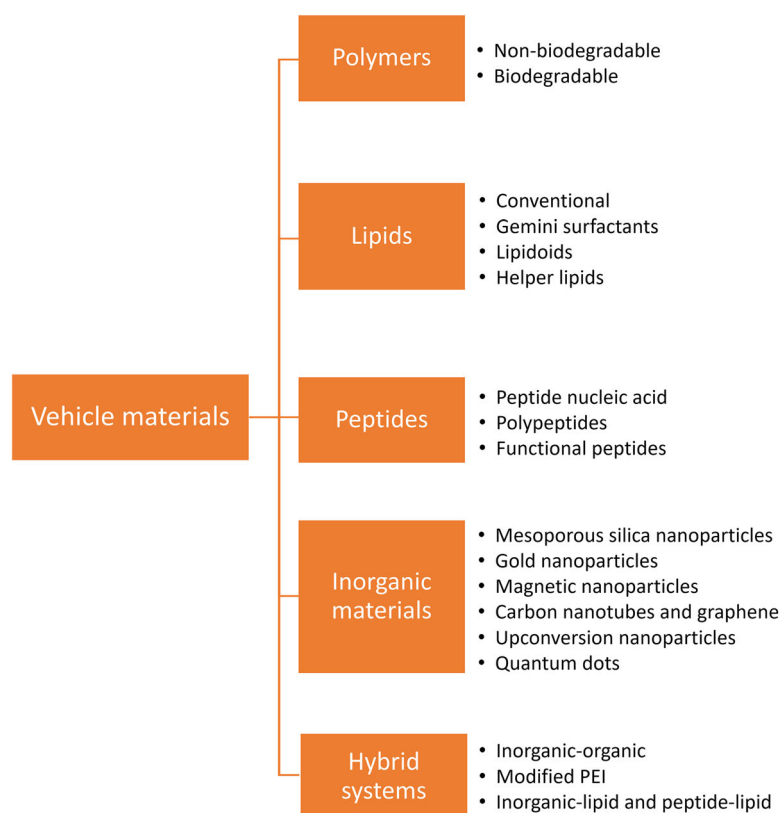 Polymers
• Non-biodegradable
• Biodegradable
Lipids
• Conventional
• Gemini surfactants
• Lipidoids
• Helper lipids
Vehicle materials
Peptides
• Peptide nucleic acid
• Polypeptides
• Functional peptides
Inorganic
materials
• Mesoporous silica nanoparticles
• Gold nanoparticles
• Magnetic nanoparticles
• Carbon nanotubes and graphene
• Upconversion nanoparticles
• Quantum dots
Hybrid
systems
• Inorganic-organic
• Modified PEI
• Inorganic-lipid and peptide-lipid